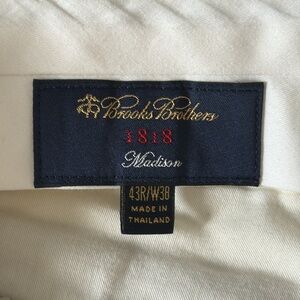 Brooks Brothers
1818
Madison
43R/W38
MADE IN
THAILAND